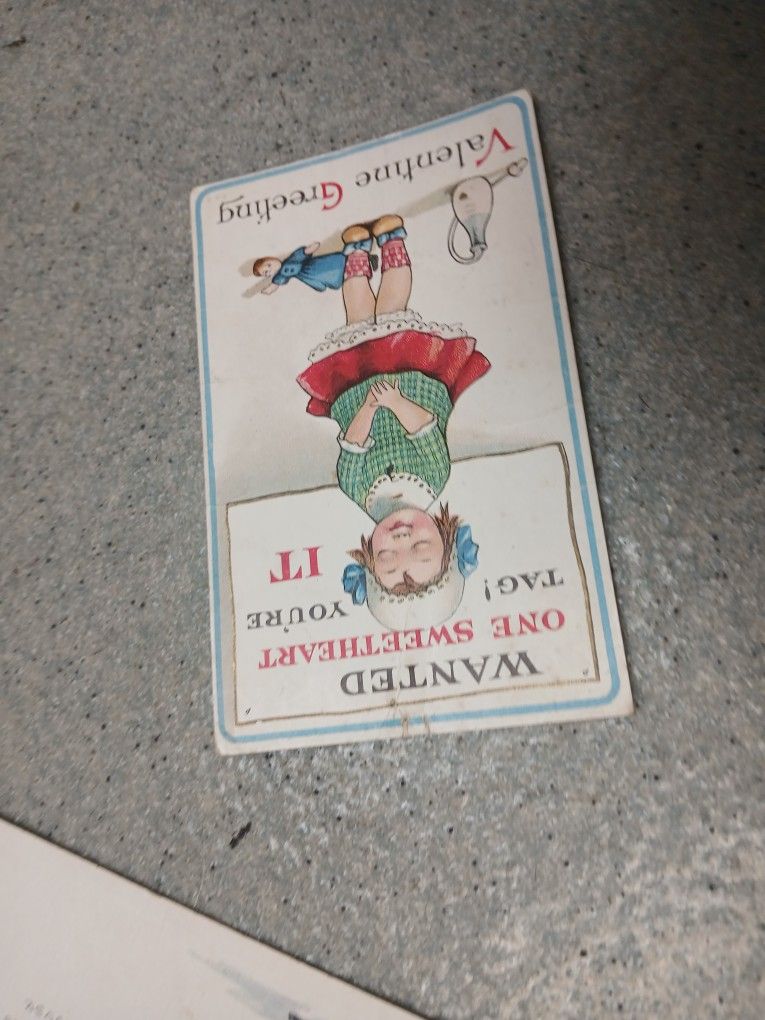 WANTED
ONE SWEETHEART
TAG! YOU'RE
IT
Valentine Greeting